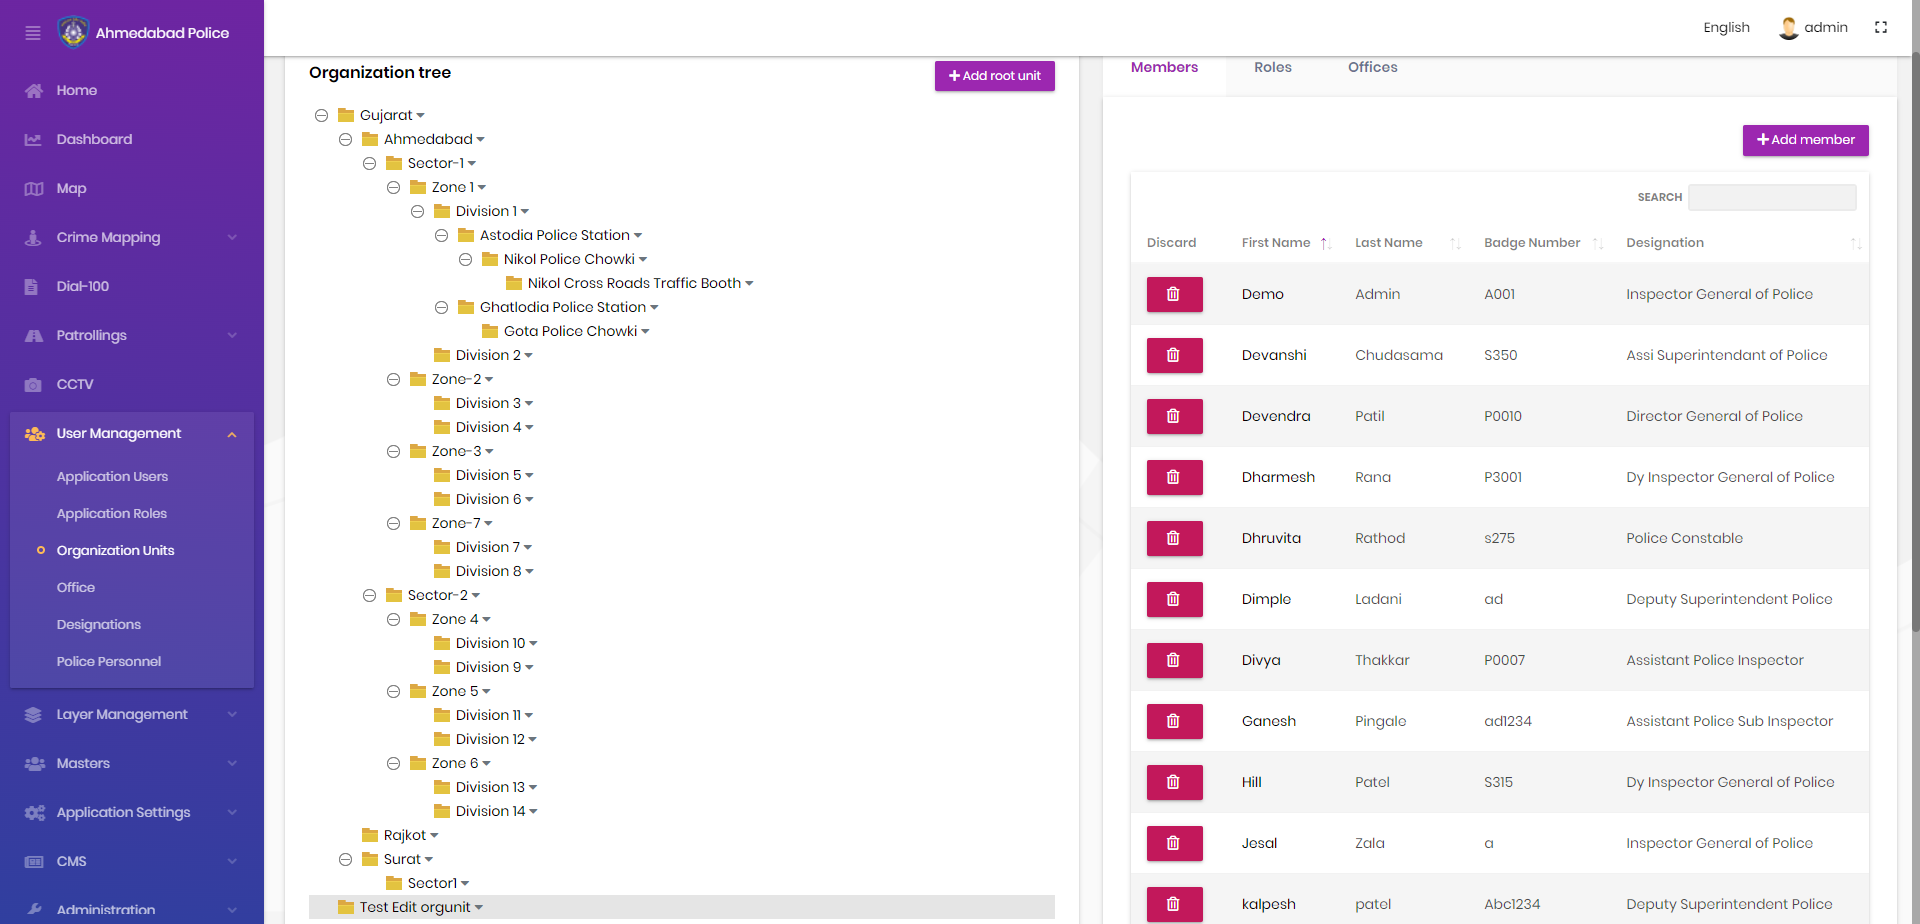 Ahmedabad Police
Home
Dashboard
Map
Crime Mapping
Dial-100
Patrollings
CCTV
User Management
Application Users
Application Roles
Organization Units
Office
Designations
Police Personnel
Layer Management
Masters
Application Settings
CMS
Administration
English
admin
Organization tree
Add root unit
Gujarat
Ahmedabad
Sector-1
Zone 1
Division 1
Astodia Police Station
Nikol Police Chowki
Nikol Cross Roads Traffic Booth
Ghatlodia Police Station
Gota Police Chowki
Division 2
Zone-2
Division 3
Division 4
Zone-3
Division 5
Division 6
Zone-7
Division 7
Division 8
Sector-2
Zone 4
Division 10
Division 9
Zone 5
Division 11
Division 12
Zone 6
Division 13
Division 14
Rajkot
Surat
Sector1
Test Edit orgunit
Members Roles Offices
Add member
SEARCH
Discard First Name Last Name Badge Number Designation
Demo Admin A001 Inspector General of Police
Devanshi Chudasama S350 Assi Superintendant of Police
Devendra Patil P0010 Director General of Police
Dharmesh Rana P3001 Dy Inspector General of Police
Dhruvita Rathod s275 Police Constable
Dimple Ladani ad Deputy Superintendent Police
Divya Thakkar P0007 Assistant Police Inspector
Ganesh Pingale ad1234 Assistant Police Sub Inspector
Hill Patel S315 Dy Inspector General of Police
Jesal Zala a Inspector General of Police
kalpesh patel Abc1234 Deputy Superintendent Police